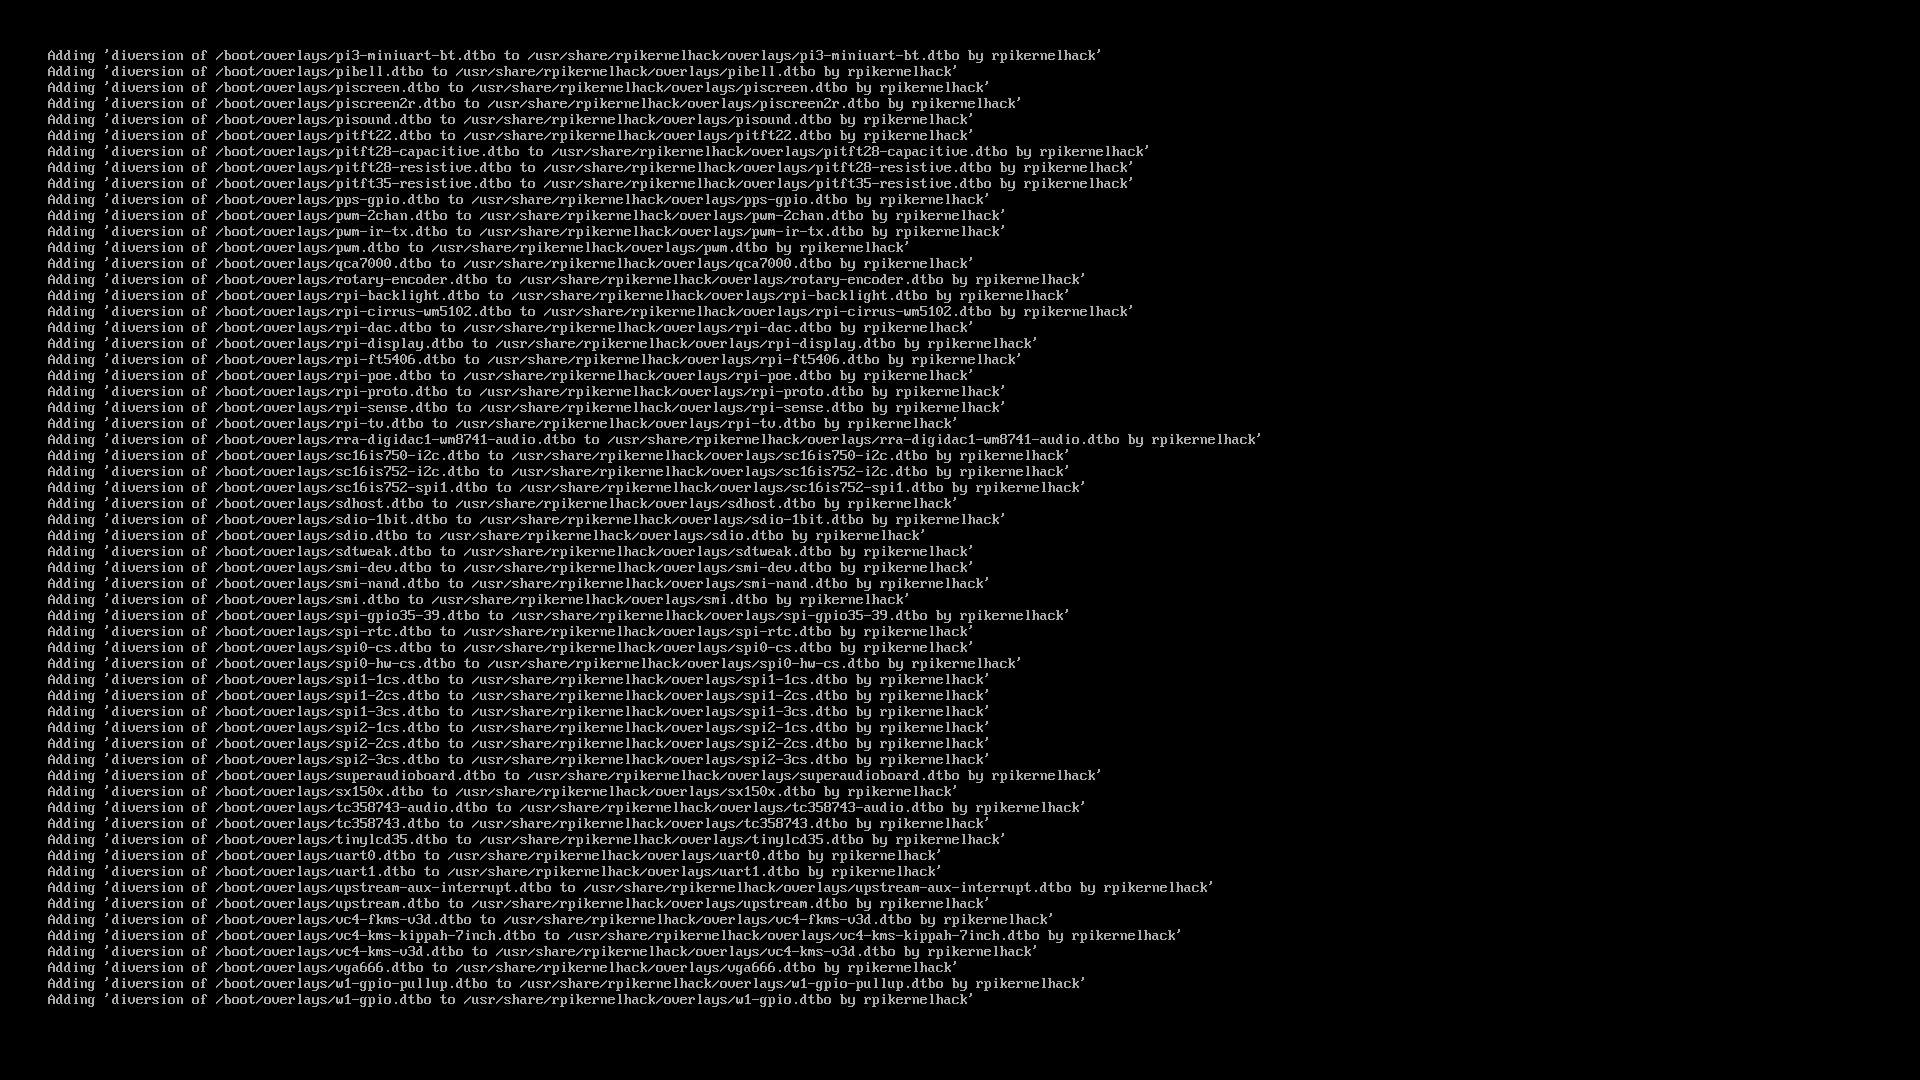 Adding 'diversion of /boot/overlays/pi3-miniuart-bt.dtbo to /usr/share/rpikernelhack/overlays/pi3-miniuart-bt.dtbo by rpikernelhack'
Adding 'diversion of /boot/overlays/pibell.dtbo to /usr/share/rpikernelhack/overlays/pibell.dtbo by rpikernelhack'
Adding 'diversion of /boot/overlays/piscreen.dtbo to /usr/share/rpikernelhack/overlays/piscreen.dtbo by rpikernelhack'
Adding 'diversion of /boot/overlays/piscreen2r.dtbo to /usr/share/rpikernelhack/overlays/piscreen2r.dtbo by rpikernelhack'
Adding 'diversion of /boot/overlays/pisound.dtbo to /usr/share/rpikernelhack/overlays/pisound.dtbo by rpikernelhack'
Adding 'diversion of /boot/overlays/pitft22.dtbo to /usr/share/rpikernelhack/overlays/pitft22.dtbo by rpikernelhack'
Adding 'diversion of /boot/overlays/pitft28-capacitive.dtbo to /usr/share/rpikernelhack/overlays/pitft28-capacitive.dtbo by rpikernelhack'
Adding 'diversion of /boot/overlays/pitft28-resistive.dtbo to /usr/share/rpikernelhack/overlays/pitft28-resistive.dtbo by rpikernelhack'
Adding 'diversion of /boot/overlays/pitft35-resistive.dtbo to /usr/share/rpikernelhack/overlays/pitft35-resistive.dtbo by rpikernelhack'
Adding 'diversion of /boot/overlays/pps-gpio.dtbo to /usr/share/rpikernelhack/overlays/pps-gpio.dtbo by rpikernelhack'
Adding 'diversion of /boot/overlays/pwm-2chan.dtbo to /usr/share/rpikernelhack/overlays/pwm-2chan.dtbo by rpikernelhack'
Adding 'diversion of /boot/overlays/pwm-ir-tx.dtbo to /usr/share/rpikernelhack/overlays/pwm-ir-tx.dtbo by rpikernelhack'
Adding 'diversion of /boot/overlays/pwm.dtbo to /usr/share/rpikernelhack/overlays/pwm.dtbo by rpikernelhack'
Adding 'diversion of /boot/overlays/qca7000.dtbo to /usr/share/rpikernelhack/overlays/qca7000.dtbo by rpikernelhack'
Adding 'diversion of /boot/overlays/rotary-encoder.dtbo to /usr/share/rpikernelhack/overlays/rotary-encoder.dtbo by rpikernelhack'
Adding 'diversion of /boot/overlays/rpi-backlight.dtbo to /usr/share/rpikernelhack/overlays/rpi-backlight.dtbo by rpikernelhack'
Adding 'diversion of /boot/overlays/rpi-cirrus-wm5102.dtbo to /usr/share/rpikernelhack/overlays/rpi-cirrus-wm5102.dtbo by rpikernelhack'
Adding 'diversion of /boot/overlays/rpi-dac.dtbo to /usr/share/rpikernelhack/overlays/rpi-dac.dtbo by rpikernelhack'
Adding 'diversion of /boot/overlays/rpi-display.dtbo to /usr/share/rpikernelhack/overlays/rpi-display.dtbo by rpikernelhack'
Adding 'diversion of /boot/overlays/rpi-ft5406.dtbo to /usr/share/rpikernelhack/overlays/rpi-ft5406.dtbo by rpikernelhack'
Adding 'diversion of /boot/overlays/rpi-poe.dtbo to /usr/share/rpikernelhack/overlays/rpi-poe.dtbo by rpikernelhack'
Adding 'diversion of /boot/overlays/rpi-proto.dtbo to /usr/share/rpikernelhack/overlays/rpi-proto.dtbo by rpikernelhack'
Adding 'diversion of /boot/overlays/rpi-sense.dtbo to /usr/share/rpikernelhack/overlays/rpi-sense.dtbo by rpikernelhack'
Adding 'diversion of /boot/overlays/rpi-tv.dtbo to /usr/share/rpikernelhack/overlays/rpi-tv.dtbo by rpikernelhack'
Adding 'diversion of /boot/overlays/rra-digidac1-wm8741-audio.dtbo to /usr/share/rpikernelhack/overlays/rra-digidac1-wm8741-audio.dtbo by rpikernelhack'
Adding 'diversion of /boot/overlays/sc16is750-i2c.dtbo to /usr/share/rpikernelhack/overlays/sc16is750-i2c.dtbo by rpikernelhack'
Adding 'diversion of /boot/overlays/sc16is752-i2c.dtbo to /usr/share/rpikernelhack/overlays/sc16is752-i2c.dtbo by rpikernelhack'
Adding 'diversion of /boot/overlays/sc16is752-spi1.dtbo to /usr/share/rpikernelhack/overlays/sc16is752-spi1.dtbo by rpikernelhack'
Adding 'diversion of /boot/overlays/sdhost.dtbo to /usr/share/rpikernelhack/overlays/sdhost.dtbo by rpikernelhack'
Adding 'diversion of /boot/overlays/sdio-1bit.dtbo to /usr/share/rpikernelhack/overlays/sdio-1bit.dtbo by rpikernelhack'
Adding 'diversion of /boot/overlays/sdio.dtbo to /usr/share/rpikernelhack/overlays/sdio.dtbo by rpikernelhack'
Adding 'diversion of /boot/overlays/sdtweak.dtbo to /usr/share/rpikernelhack/overlays/sdtweak.dtbo by rpikernelhack'
Adding 'diversion of /boot/overlays/smi-dev.dtbo to /usr/share/rpikernelhack/overlays/smi-dev.dtbo by rpikernelhack'
Adding 'diversion of /boot/overlays/smi-nand.dtbo to /usr/share/rpikernelhack/overlays/smi-nand.dtbo by rpikernelhack'
Adding 'diversion of /boot/overlays/smi.dtbo to /usr/share/rpikernelhack/overlays/smi.dtbo by rpikernelhack'
Adding 'diversion of /boot/overlays/spi-gpio35-39.dtbo to /usr/share/rpikernelhack/overlays/spi-gpio35-39.dtbo by rpikernelhack'
Adding 'diversion of /boot/overlays/spi-rtc.dtbo to /usr/share/rpikernelhack/overlays/spi-rtc.dtbo by rpikernelhack'
Adding 'diversion of /boot/overlays/spi0-cs.dtbo to /usr/share/rpikernelhack/overlays/spi0-cs.dtbo by rpikernelhack'
Adding 'diversion of /boot/overlays/spi0-hw-cs.dtbo to /usr/share/rpikernelhack/overlays/spi0-hw-cs.dtbo by rpikernelhack'
Adding 'diversion of /boot/overlays/spi1-1cs.dtbo to /usr/share/rpikernelhack/overlays/spi1-1cs.dtbo by rpikernelhack'
Adding 'diversion of /boot/overlays/spi1-2cs.dtbo to /usr/share/rpikernelhack/overlays/spi1-2cs.dtbo by rpikernelhack'
Adding 'diversion of /boot/overlays/spi1-3cs.dtbo to /usr/share/rpikernelhack/overlays/spi1-3cs.dtbo by rpikernelhack'
Adding 'diversion of /boot/overlays/spi2-1cs.dtbo to /usr/share/rpikernelhack/overlays/spi2-1cs.dtbo by rpikernelhack'
Adding 'diversion of /boot/overlays/spi2-2cs.dtbo to /usr/share/rpikernelhack/overlays/spi2-2cs.dtbo by rpikernelhack'
Adding 'diversion of /boot/overlays/spi2-3cs.dtbo to /usr/share/rpikernelhack/overlays/spi2-3cs.dtbo by rpikernelhack'
Adding 'diversion of /boot/overlays/superaudioboard.dtbo to /usr/share/rpikernelhack/overlays/superaudioboard.dtbo by rpikernelhack'
Adding 'diversion of /boot/overlays/sx150x.dtbo to /usr/share/rpikernelhack/overlays/sx150x.dtbo by rpikernelhack'
Adding 'diversion of /boot/overlays/tc358743-audio.dtbo to /usr/share/rpikernelhack/overlays/tc358743-audio.dtbo by rpikernelhack'
Adding 'diversion of /boot/overlays/tc358743.dtbo to /usr/share/rpikernelhack/overlays/tc358743.dtbo by rpikernelhack'
Adding 'diversion of /boot/overlays/tinylcd35.dtbo to /usr/share/rpikernelhack/overlays/tinylcd35.dtbo by rpikernelhack'
Adding 'diversion of /boot/overlays/uart0.dtbo to /usr/share/rpikernelhack/overlays/uart0.dtbo by rpikernelhack'
Adding 'diversion of /boot/overlays/uart1.dtbo to /usr/share/rpikernelhack/overlays/uart1.dtbo by rpikernelhack'
Adding 'diversion of /boot/overlays/upstream-aux-interrupt.dtbo to /usr/share/rpikernelhack/overlays/upstream-aux-interrupt.dtbo by rpikernelhack'
Adding 'diversion of /boot/overlays/upstream.dtbo to /usr/share/rpikernelhack/overlays/upstream.dtbo by rpikernelhack'
Adding 'diversion of /boot/overlays/vc4-fkms-v3d.dtbo to /usr/share/rpikernelhack/overlays/vc4-fkms-v3d.dtbo by rpikernelhack'
Adding 'diversion of /boot/overlays/vc4-kms-kippah-7inch.dtbo to /usr/share/rpikernelhack/overlays/vc4-kms-kippah-7inch.dtbo by rpikernelhack'
Adding 'diversion of /boot/overlays/vc4-kms-v3d.dtbo to /usr/share/rpikernelhack/overlays/vc4-kms-v3d.dtbo by rpikernelhack'
Adding 'diversion of /boot/overlays/vga666.dtbo to /usr/share/rpikernelhack/overlays/vga666.dtbo by rpikernelhack'
Adding 'diversion of /boot/overlays/w1-gpio-pullup.dtbo to /usr/share/rpikernelhack/overlays/w1-gpio-pullup.dtbo by rpikernelhack'
Adding 'diversion of /boot/overlays/w1-gpio.dtbo to /usr/share/rpikernelhack/overlays/w1-gpio.dtbo by rpikernelhack'